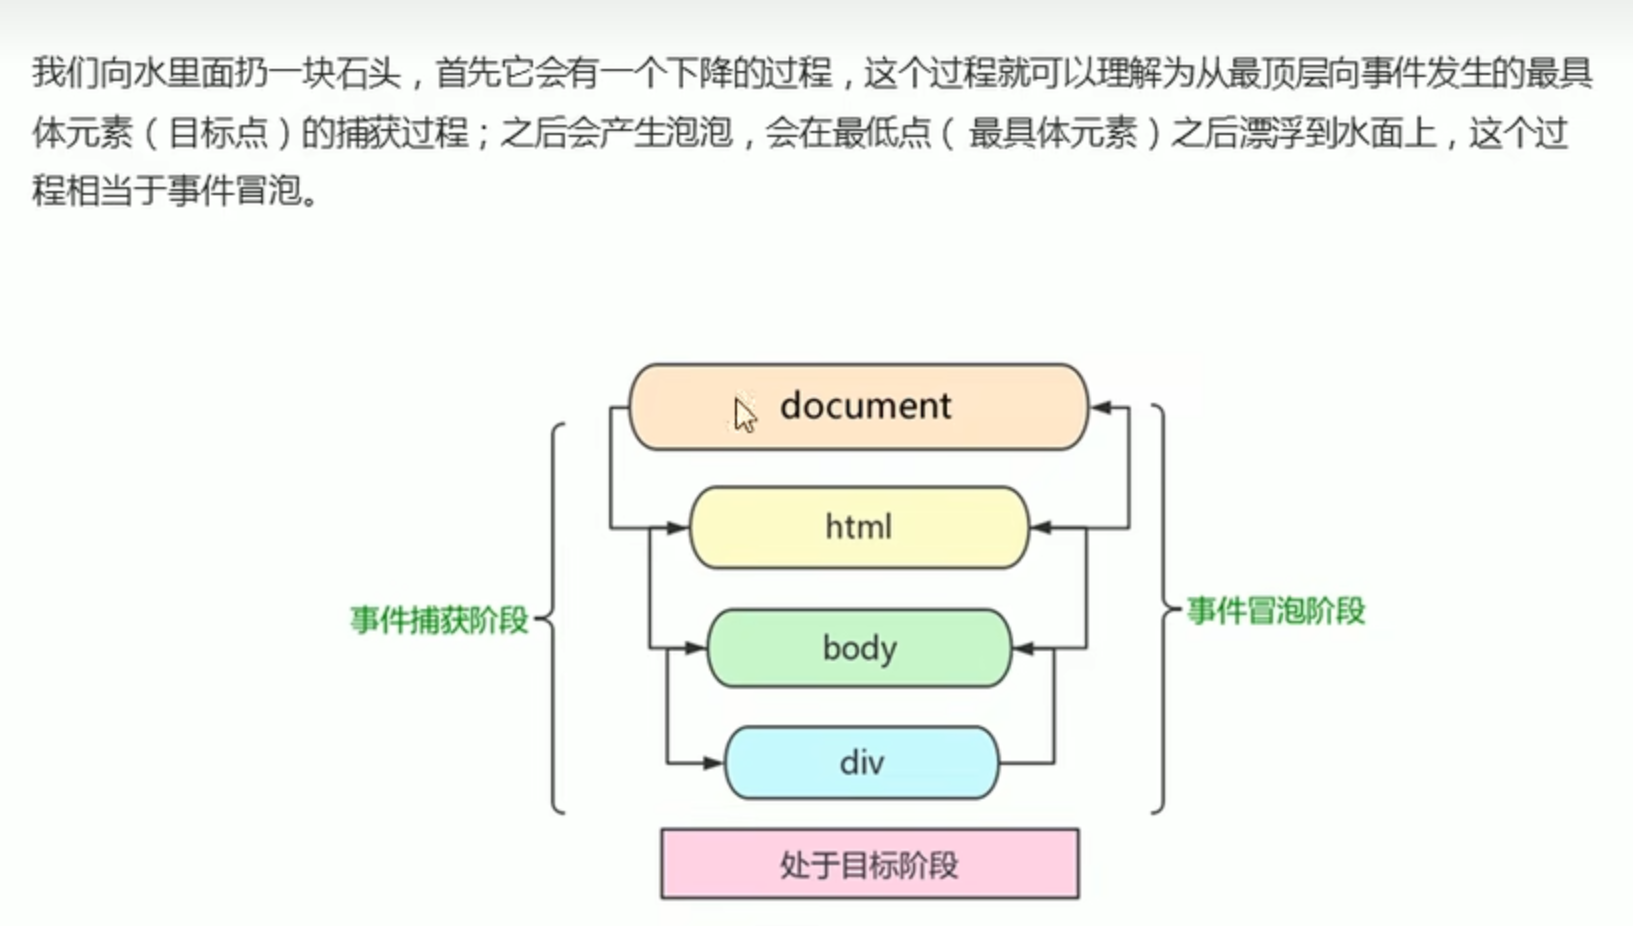 我们向水里面扔一块石头，首先它会有一个下降的过程，这个过程就可以理解为从最顶层向事件发生的最具
体元素（目标点）的捕获过程；之后会产生泡泡，会在最低点（ 最具体元素）之后漂浮到水面上，这个过
程相当于事件冒泡。
document
html
事件捕获阶段
事件冒泡阶段
body
div
处于目标阶段